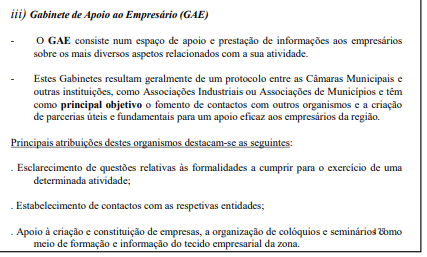 iii) Gabinete de Apoio ao Empresário (GAE)
- O GAE consiste num espaço de apoio e prestação de informações aos empresários
sobre os mais diversos aspetos relacionados com a sua atividade.
- Estes Gabinetes resultam geralmente de um protocolo entre as Câmaras Municipais e
outras instituições, como Associações Industriais ou Associações de Municípios e têm
como principal objetivo o fomento de contactos com outros organismos e a criação
de parcerias úteis e fundamentais para um apoio eficaz aos empresários da região.
Principais atribuições destes organismos destacam-se as seguintes:
. Esclarecimento de questões relativas às formalidades a cumprir para o exercício de uma
determinada atividade;
. Estabelecimento de contactos com as respetivas entidades;
. Apoio à criação e constituição de empresas, a organização de colóquios e seminários como
meio de formação e informação do tecido empresarial da zona.